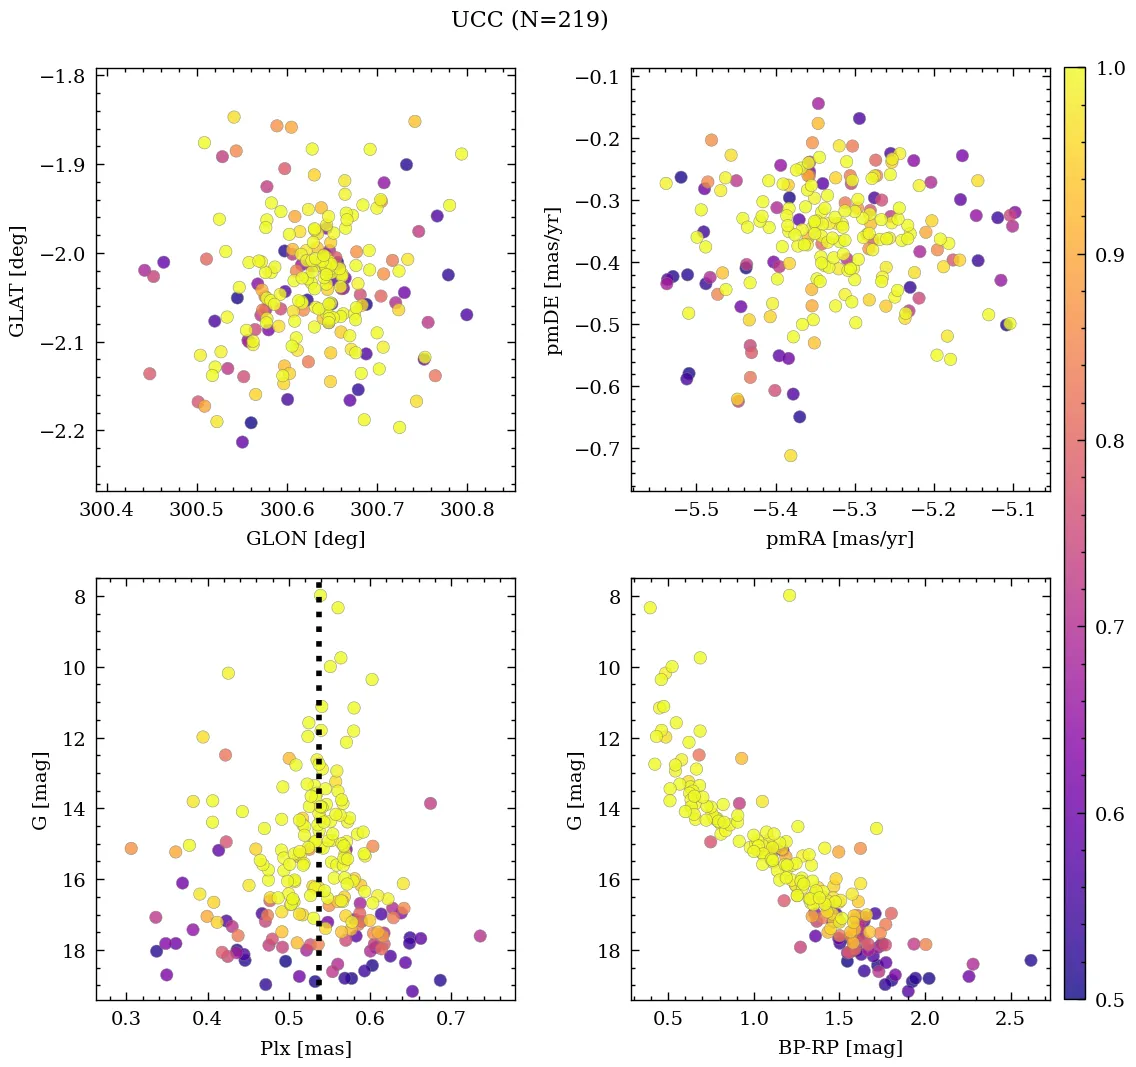 UCC (N=219)
−1.8
−1.9
−2.0
−2.1
−2.2
GLAT [deg]
300.4 300.5 300.6 300.7 300.8
GLON [deg]
−0.1
−0.2
−0.3
−0.4
−0.5
−0.6
−0.7
pmDE [mas/yr]
−5.5 −5.4 −5.3 −5.2 −5.1
pmRA [mas/yr]
8
10
12
14
16
18
G [mag]
0.3 0.4 0.5 0.6 0.7
Plx [mas]
8
10
12
14
16
18
G [mag]
0.5 1.0 1.5 2.0 2.5
BP-RP [mag]
1.0
0.9
0.8
0.7
0.6
0.5